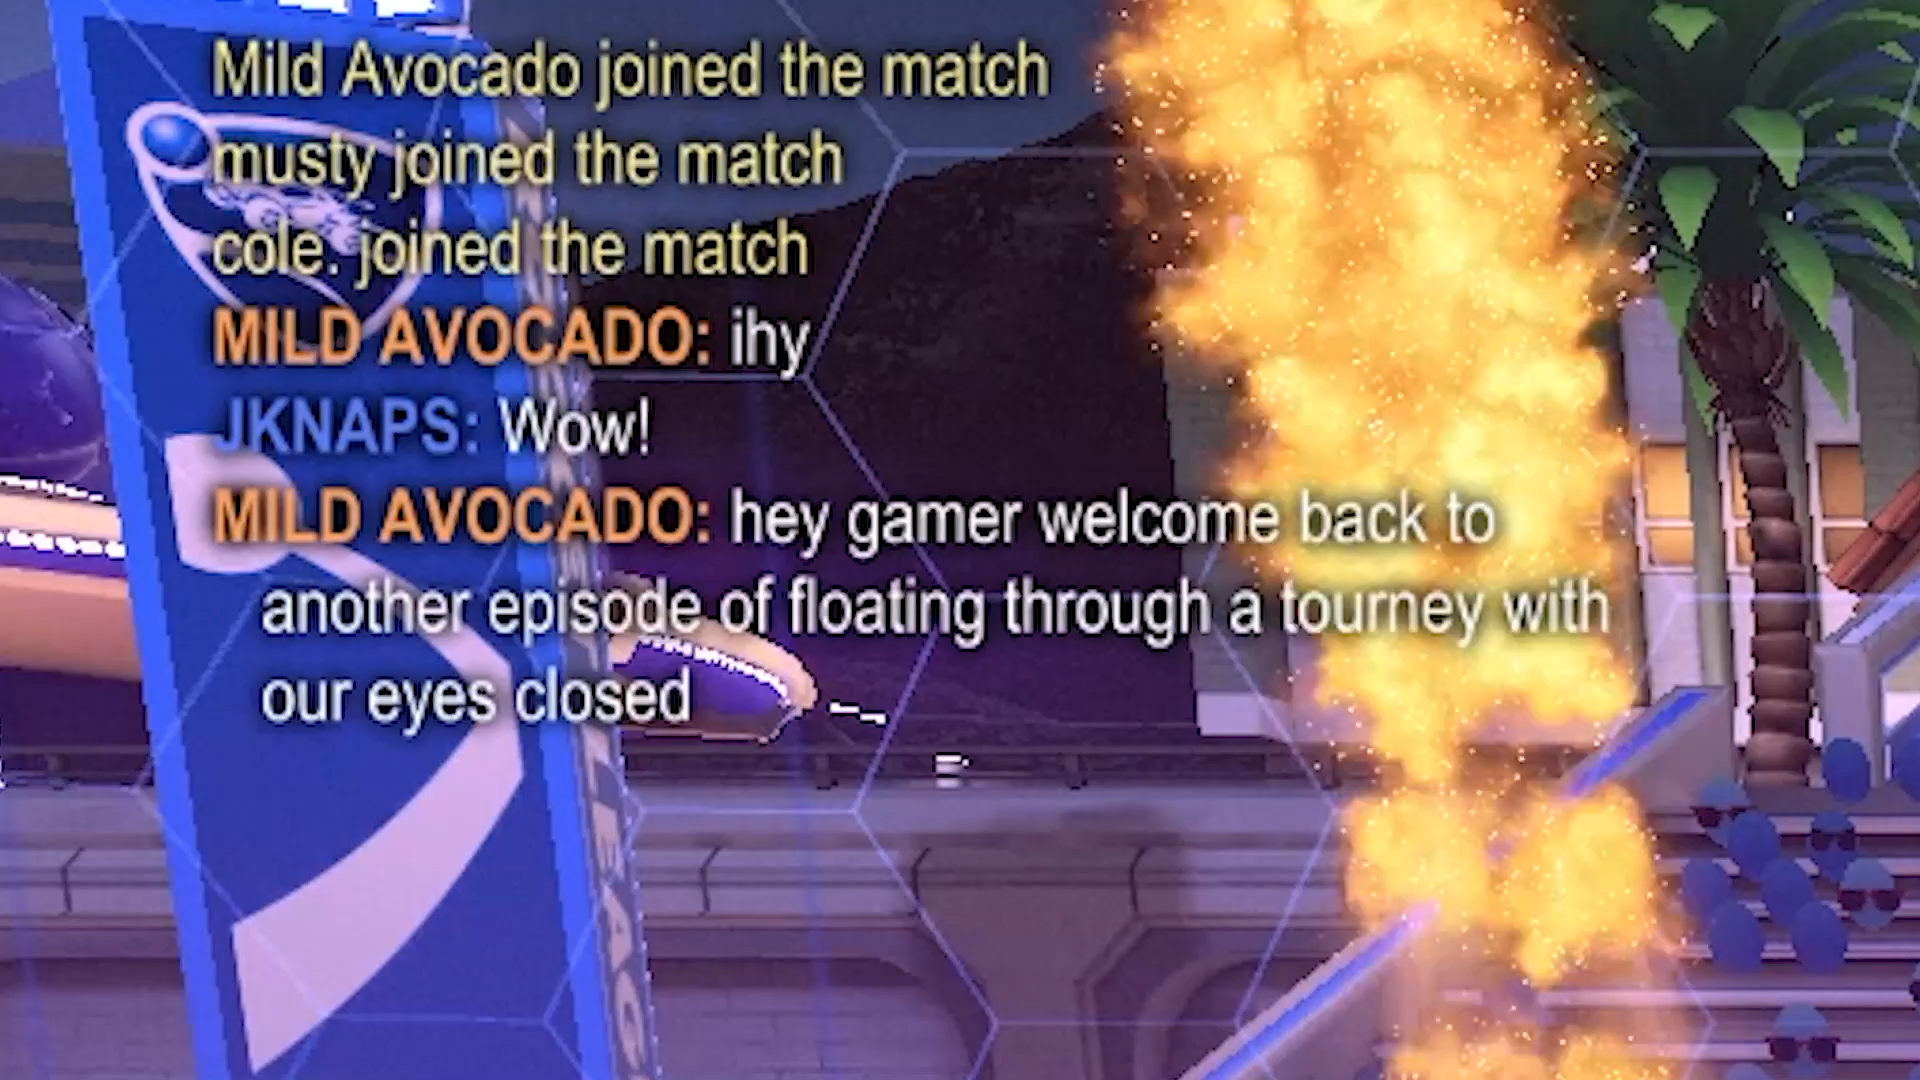 Mild Avocado joined the match
musty joined the match
cole. joined the match
MILD AVOCADO: ihy
JKNAPS: Wow!
MILD AVOCADO: hey gamer welcome back to
another episode of floating through a tourney with
our eyes closed